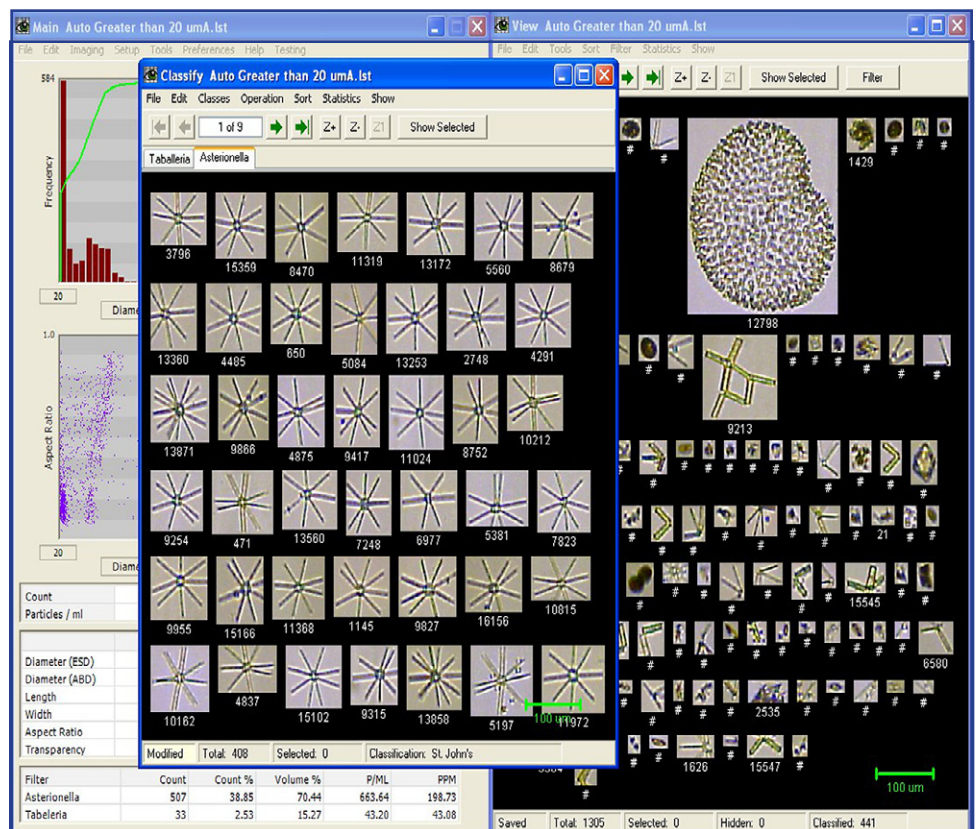 Main Auto Greater than 20 umA.lst
File Edit Imaging Setup Tools Preferences Help Testing
584
Frequency
20
Diame
1.0
Aspect Ratio
20
Diame
Count
Particles / ml
Diameter (ESD)
Diameter (ABD)
Length
Width
Aspect Ratio
Transparency
Filter Count Count % Volume % P/ML PPM
Asterionella 507 38.85 70.44 663.64 198.73
Tabeleria 33 2.53 15.27 43.20 43.08
Classify Auto Greater than 20 umA.lst
File Edit Classes Operation Sort Statistics Show
1 of 9 Z+ Z- Z1 Show Selected
Taballeria Asterionella
3796 15359 8470 11319 13172 5560 8679
13360 4485 650 5084 13253 2748 4291
13871 9866 4875 9417 11024 8752 10212
9254 471 13560 7248 6977 5381 7823
9955 15166 11368 1145 9827 16156 10815
10162 4837 15102 9315 13858 5197 11972
100 um
Modified Total: 408 Selected: 0 Classification: St. John's
View Auto Greater than 20 umA.lst
File Edit Tools Sort Filter Statistics Show
Z+ Z- Z1 Show Selected Filter
# # 12798 1429 # # #
# # 9213 # # # # # #
# # # # # # # # # # # #
# # # # # # # # 21 # #
# # # # # # # 15545 # #
# # # # # # # # # # # 6580
# # # # 2535 # # # #
# # 1626 # 15547 #
#
100 um
Saved Total: 1305 Selected: 0 Hidden: 0 Classified: 441